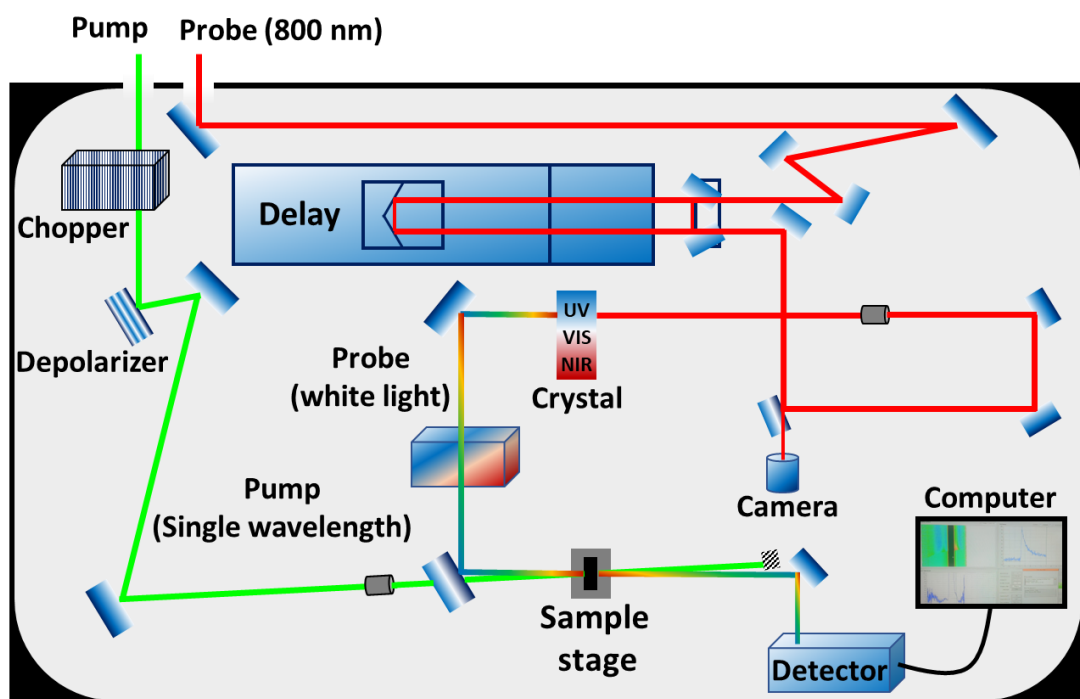 Pump
Probe (800 nm)
Chopper
Delay
Depolarizer
UV
VIS
NIR
Probe
(white light)
Crystal
Pump
(Single wavelength)
Camera
Computer
Sample
stage
Detector